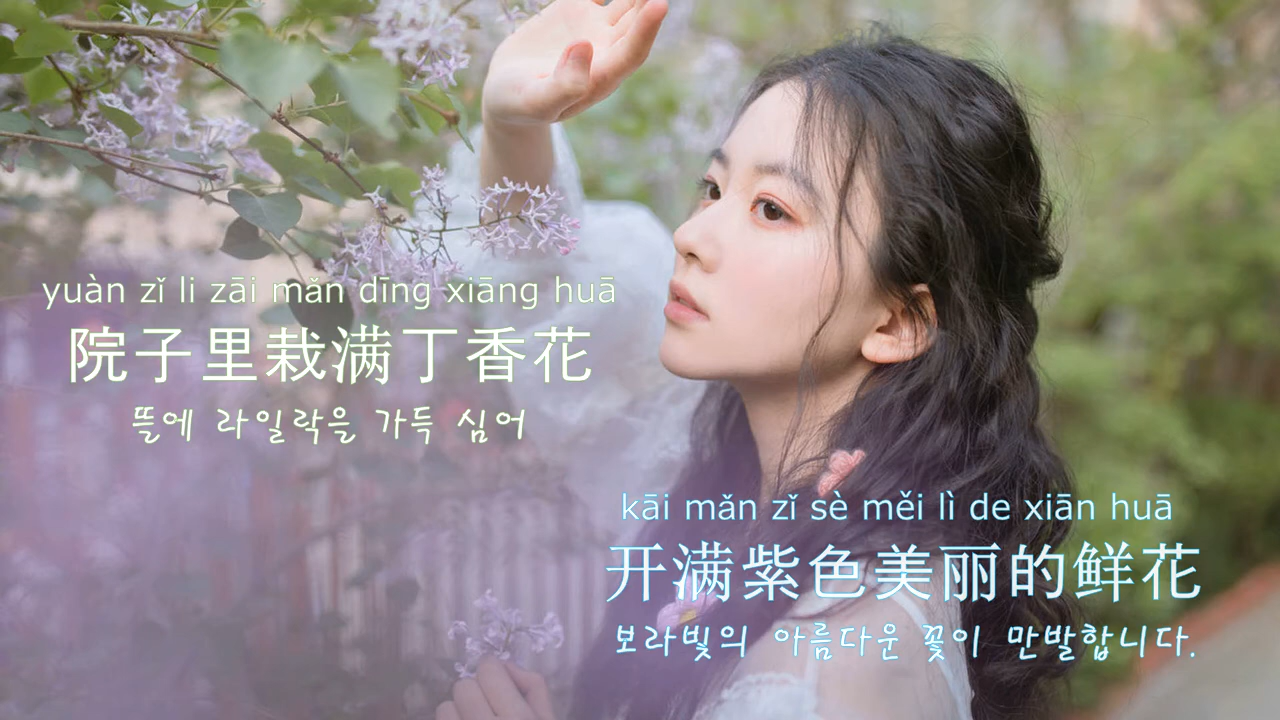 yuàn zǐ li zāi mǎn dīng xiāng huā
院子里栽满丁香花
뜰에 라일락을 가득 심어
kāi mǎn zǐ sè měi lì de xiān huā
开满紫色美丽的鲜花
보라빛의 아름다운 꽃이 만발합니다.